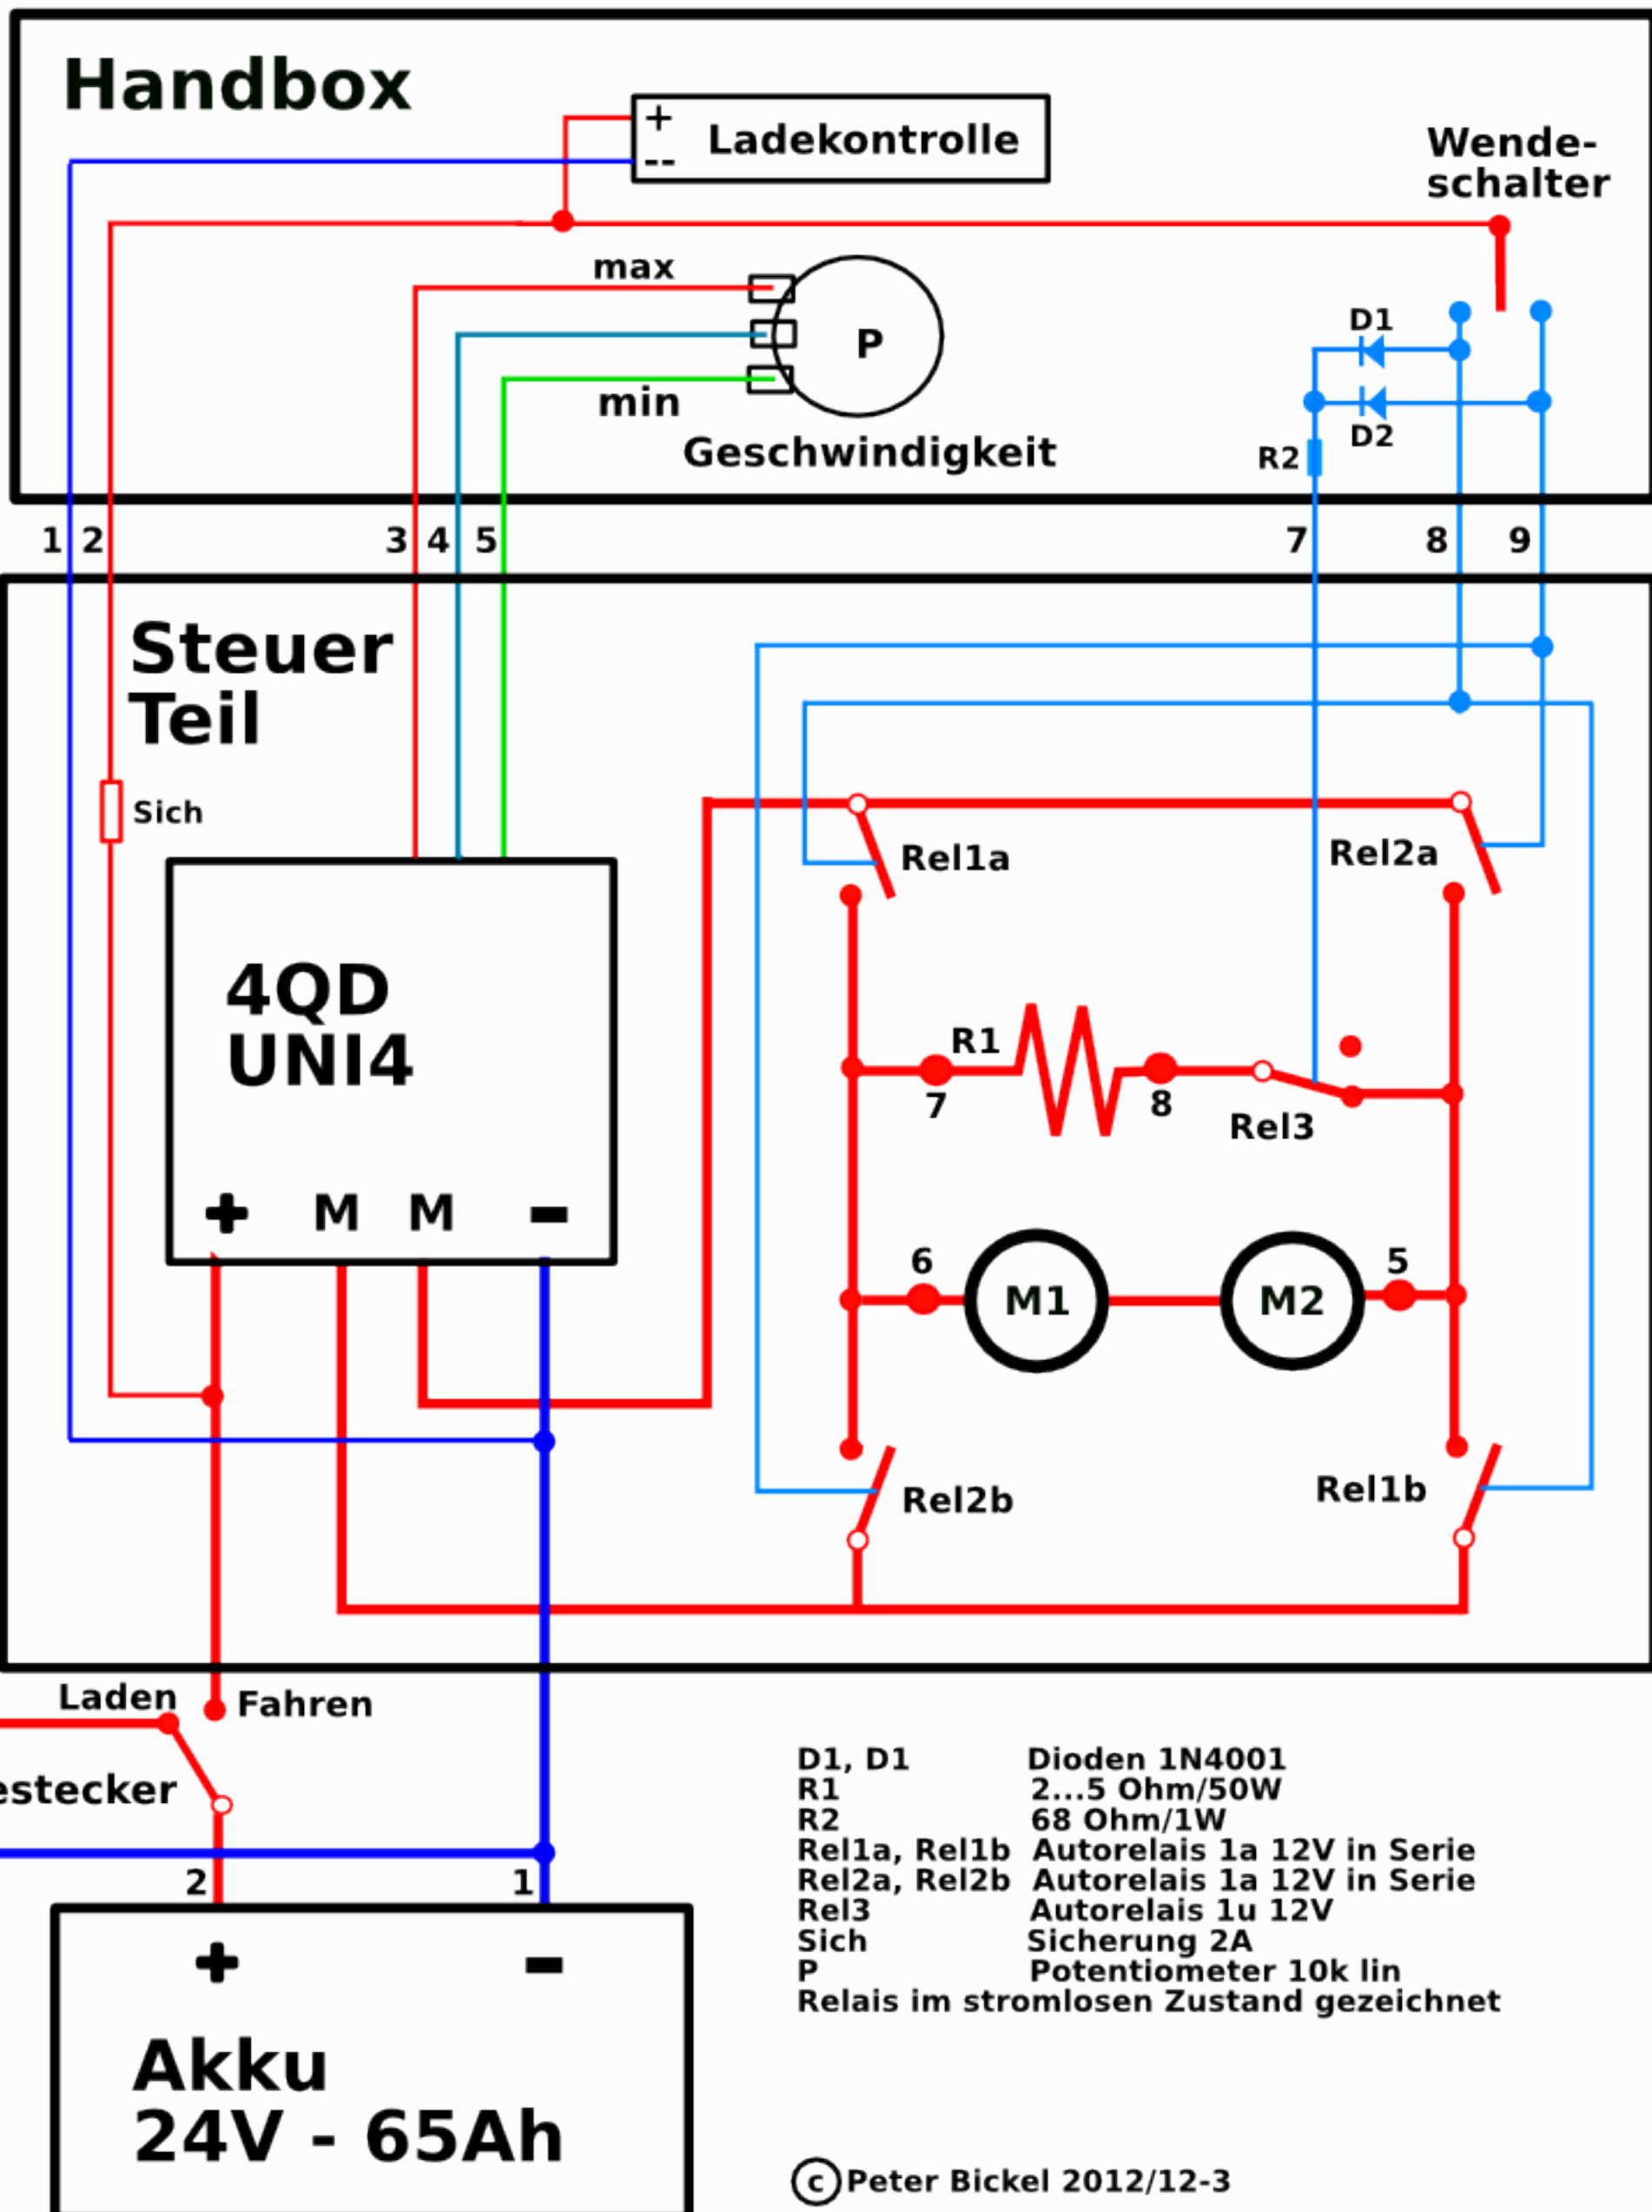 Handbox
+
--
Ladekontrolle
Wende-
schalter
max
P
min
Geschwindigkeit
D1
D2
R2
1 2 3 4 5 7 8 9
Steuer
Teil
Sich
Rel1a
Rel2a
4QD
UNI4
R1
7
8
Rel3
+ M M -
6
5
M1
M2
Rel2b
Rel1b
Laden
Fahren
estecker
2
1
+ -
Akku
24V - 65Ah
D1, D1 Dioden 1N4001
R1 2...5 Ohm/50W
R2 68 Ohm/1W
Rel1a, Rel1b Autorelais 1a 12V in Serie
Rel2a, Rel2b Autorelais 1a 12V in Serie
Rel3 Autorelais 1u 12V
Sich Sicherung 2A
P Potentiometer 10k lin
Relais im stromlosen Zustand gezeichnet
© Peter Bickel 2012/12-3